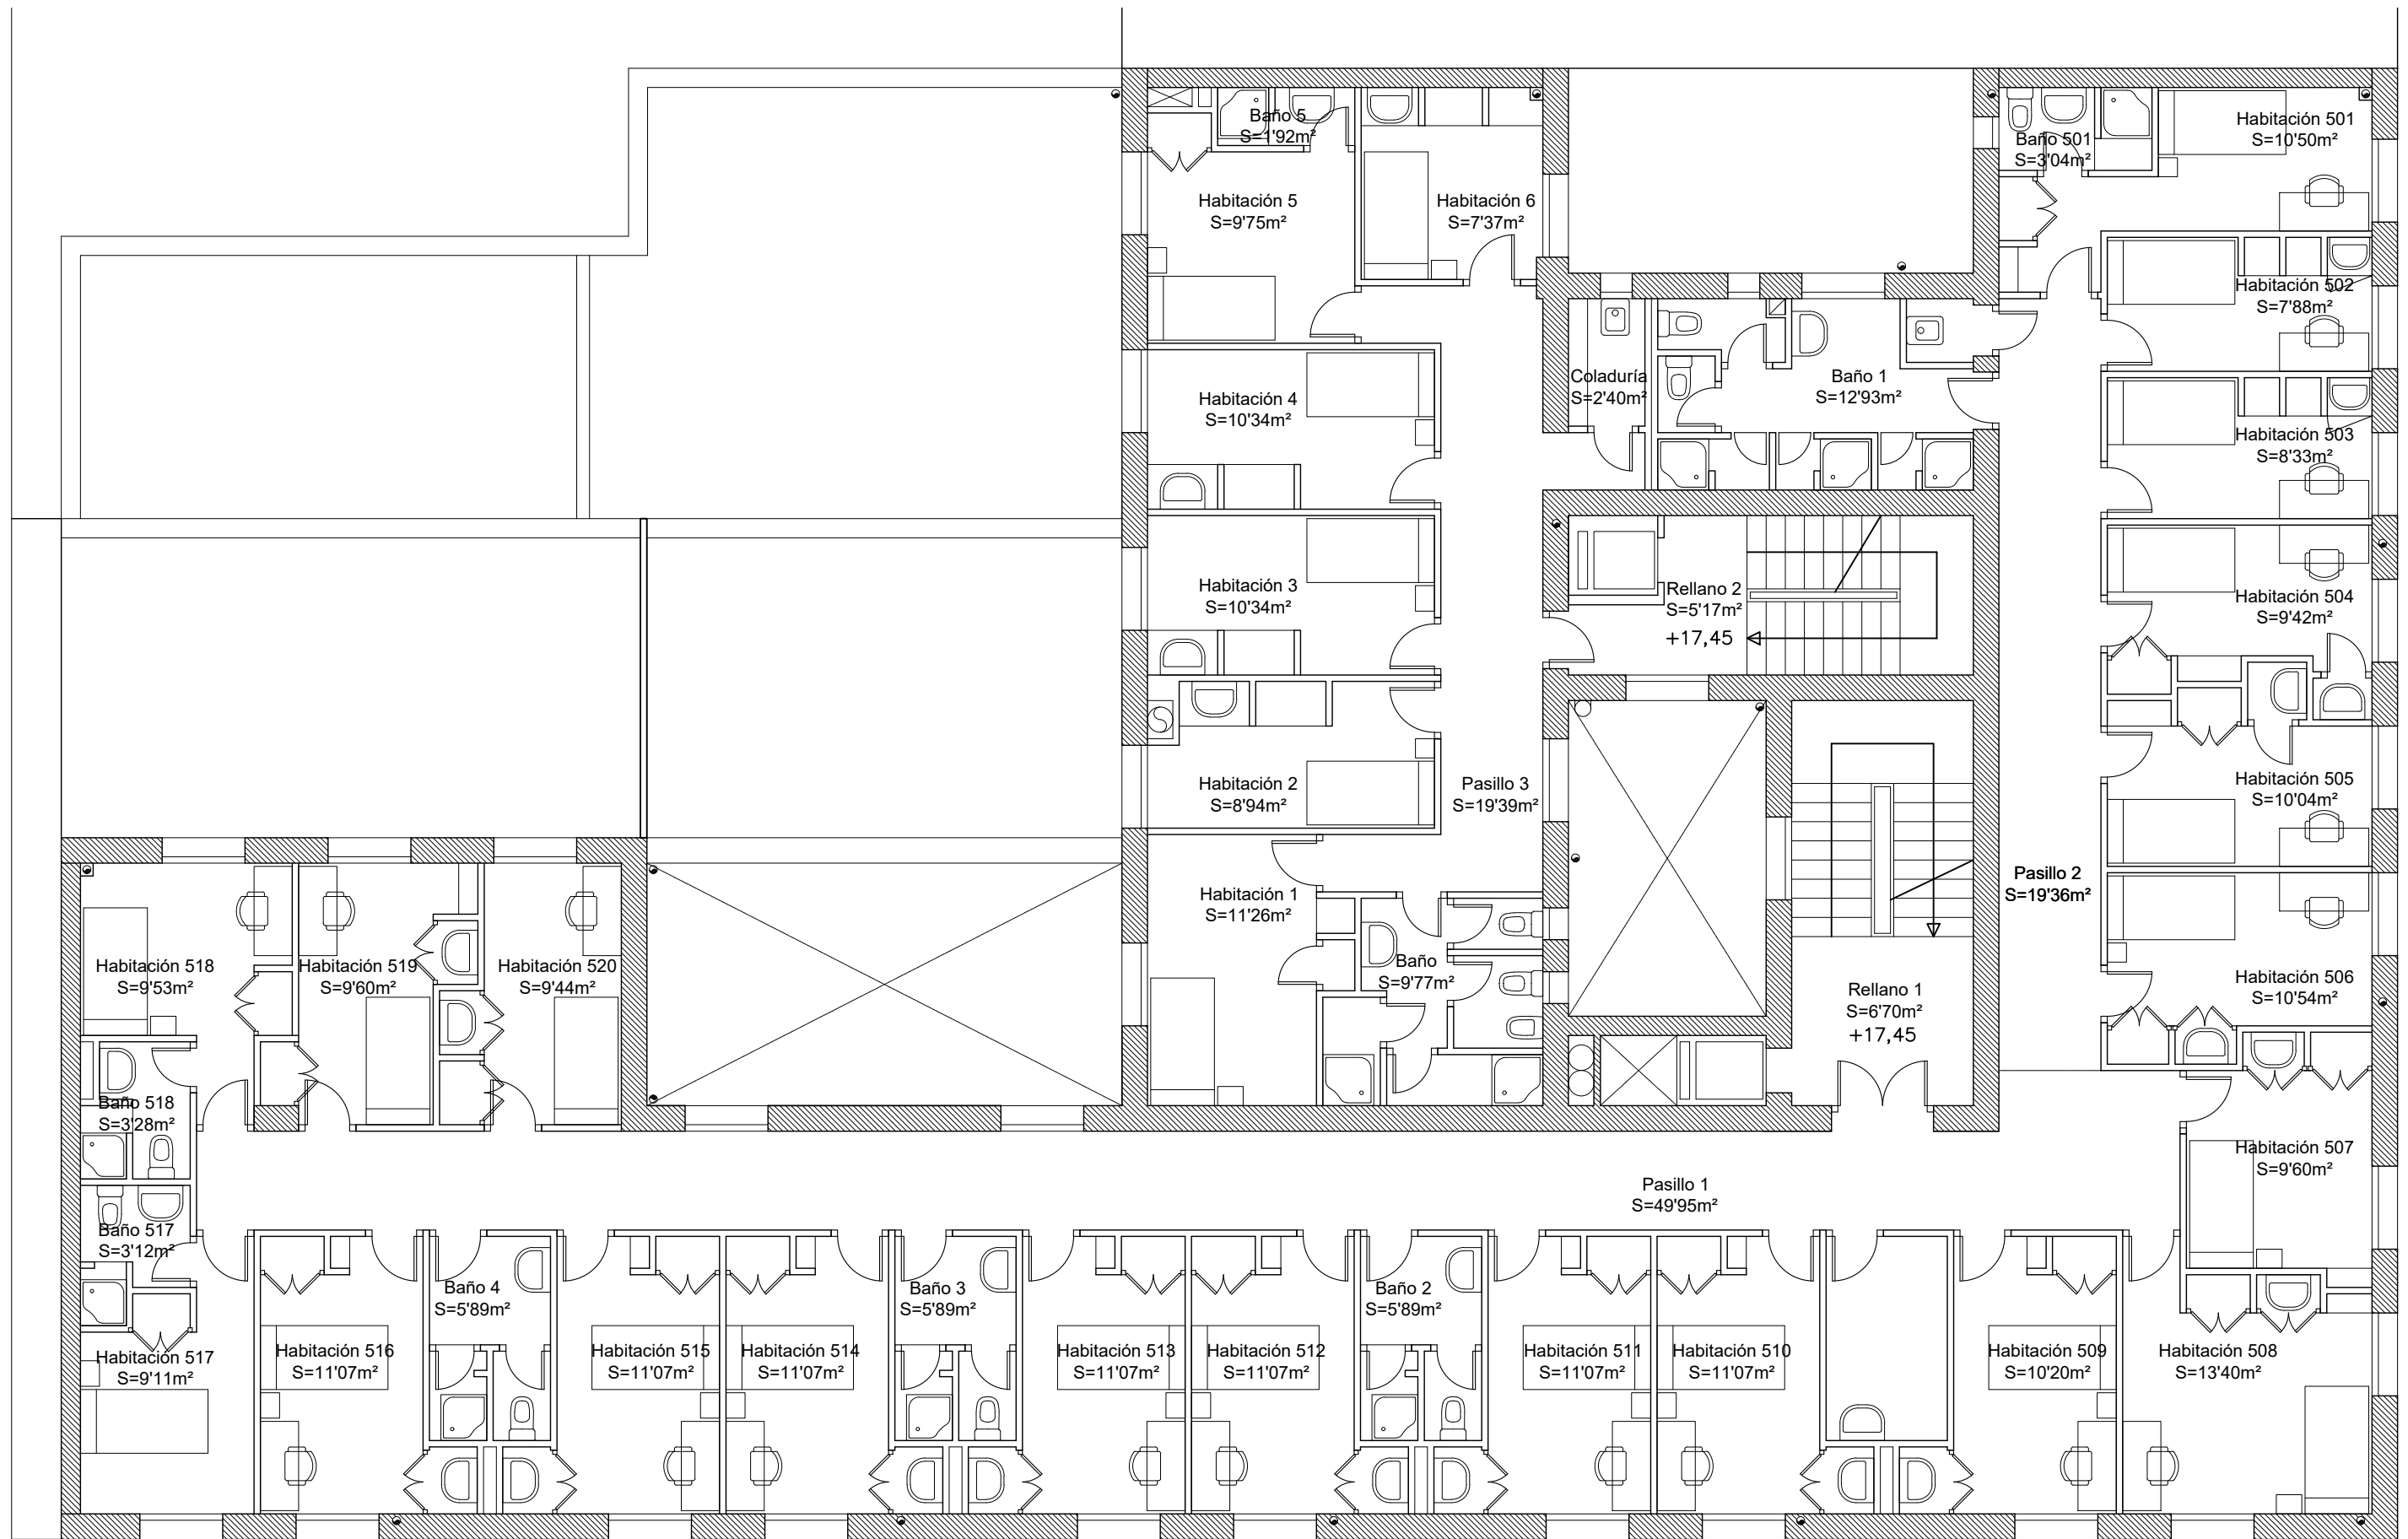 Baño 5
S=1'92m²
Habitación 501
S=10'50m²
Baño 501
S=3'04m²
Habitación 5
S=9'75m²
Habitación 6
S=7'37m²
Habitación 502
S=7'88m²
Coladuría
S=2'40m²
Baño 1
S=12'93m²
Habitación 4
S=10'34m²
Habitación 503
S=8'33m²
Habitación 3
S=10'34m²
Rellano 2
S=5'17m²
+17,45
Habitación 504
S=9'42m²
Habitación 2
S=8'94m²
Pasillo 3
S=19'39m²
Habitación 505
S=10'04m²
Pasillo 2
S=19'36m²
Habitación 1
S=11'26m²
Habitación 518
S=9'53m²
Habitación 519
S=9'60m²
Habitación 520
S=9'44m²
Baño
S=9'77m²
Rellano 1
S=6'70m²
+17,45
Habitación 506
S=10'54m²
Baño 518
S=3'28m²
Habitación 507
S=9'60m²
Pasillo 1
S=49'95m²
Baño 517
S=3'12m²
Baño 4
S=5'89m²
Baño 3
S=5'89m²
Baño 2
S=5'89m²
Habitación 517
S=9'11m²
Habitación 516
S=11'07m²
Habitación 515
S=11'07m²
Habitación 514
S=11'07m²
Habitación 513
S=11'07m²
Habitación 512
S=11'07m²
Habitación 511
S=11'07m²
Habitación 510
S=11'07m²
Habitación 509
S=10'20m²
Habitación 508
S=13'40m²